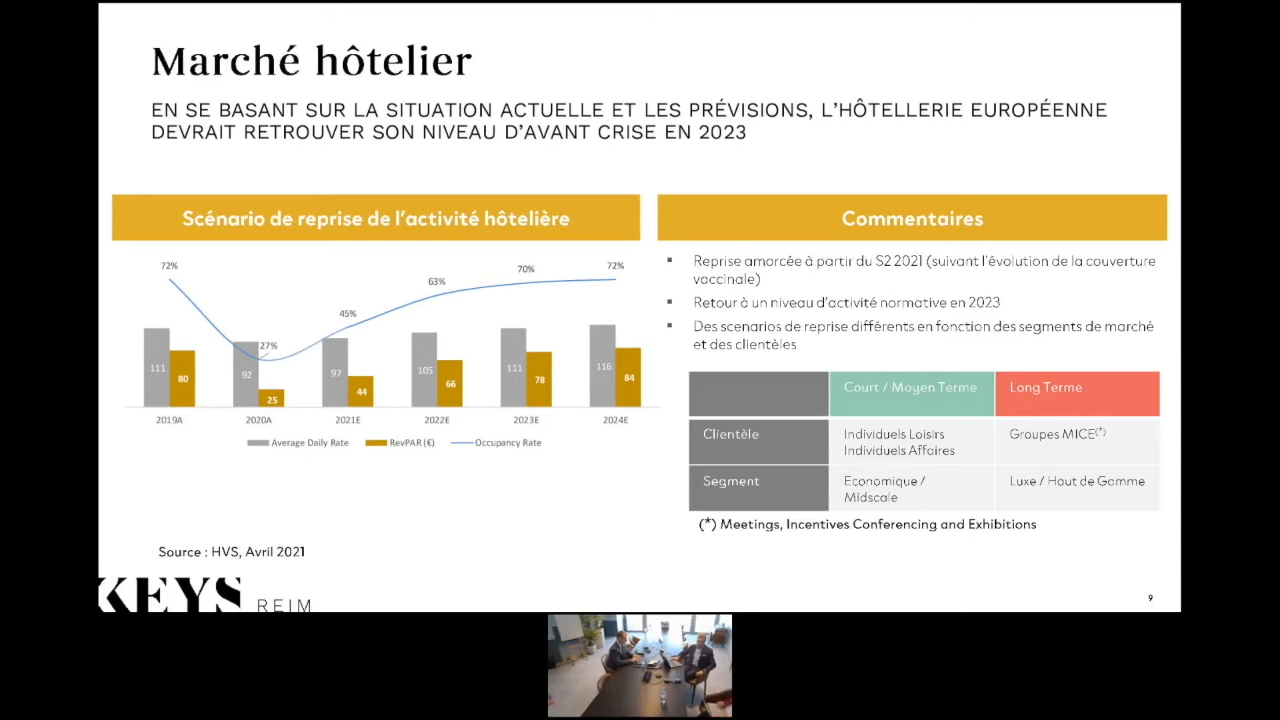 Marché hôtelier
EN SE BASANT SUR LA SITUATION ACTUELLE ET LES PRÉVISIONS, L'HÔTELLERIE EUROPÉENNE
DEVRAIT RETROUVER SON NIVEAU D'AVANT CRISE EN 2023
Scénario de reprise de l'activité hôtelière
72%
27%
45%
63%
70%
72%
111 80
92 25
97 44
105 66
111 78
116 84
2019A 2020A 2021E 2022E 2023E 2024E
Average Daily Rate RevPAR (€) Occupancy Rate
Source : HVS, Avril 2021
Commentaires
▪ Reprise amorcée à partir du S2 2021 (suivant l'évolution de la couverture
vaccinale)
▪ Retour à un niveau d'activité normative en 2023
▪ Des scenarios de reprise différents en fonction des segments de marché
et des clientèles
Court / Moyen Terme Long Terme
Clientèle Individuels Loisirs Groupes MICE(*)
Individuels Affaires
Segment Economique / Luxe / Haut de Gamme
Midscale
(*) Meetings, Incentives Conferencing and Exhibitions
KEYS REIM
9